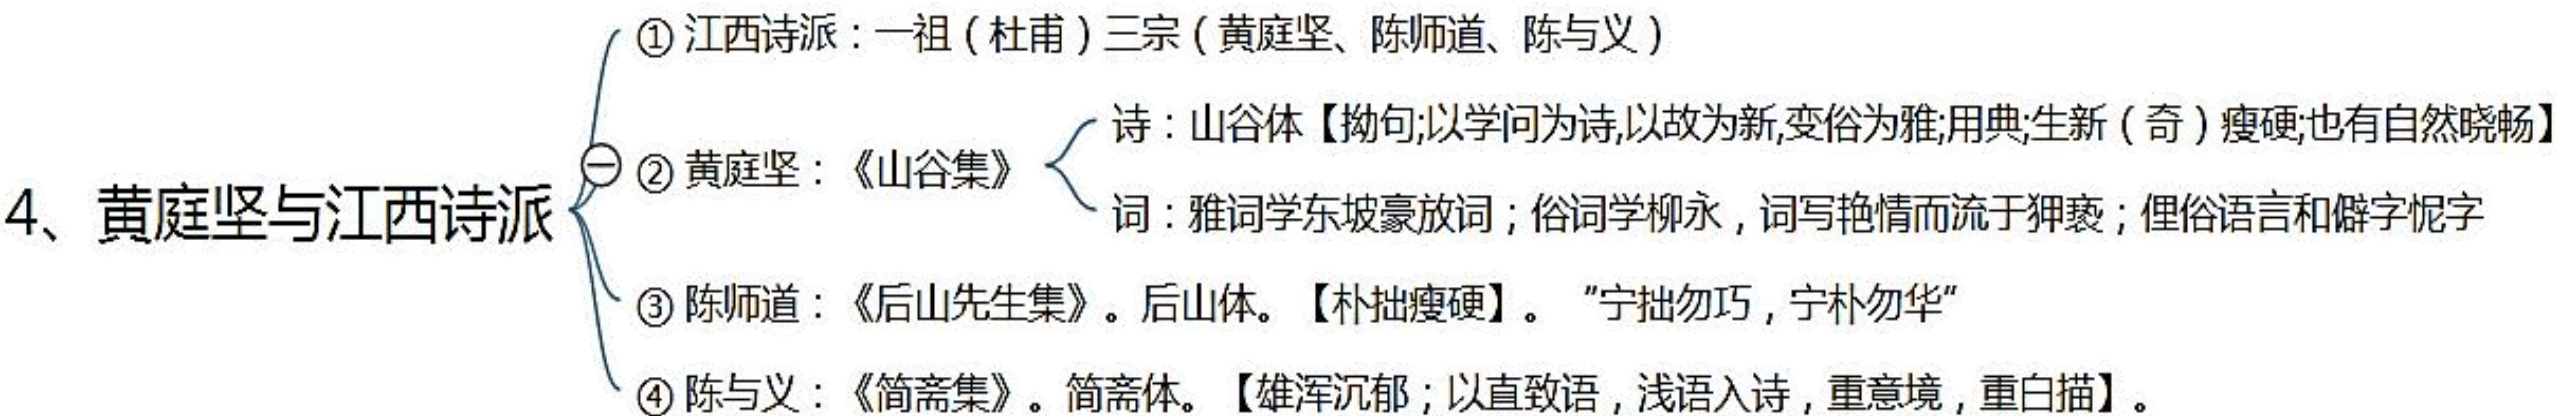 ① 江西诗派：一祖（杜甫）三宗（黄庭坚、陈师道、陈与义）
诗：山谷体【拗句;以学问为诗,以故为新,变俗为雅;用典;生新（奇）瘦硬;也有自然晓畅】
② 黄庭坚：《山谷集》
4、黄庭坚与江西诗派
词：雅词学东坡豪放词；俗词学柳永，词写艳情而流于狎亵；俚俗语言和僻字怩字
③ 陈师道：《后山先生集》。后山体。【朴拙瘦硬】。"宁拙勿巧，宁朴勿华"
④ 陈与义：《简斋集》。简斋体。【雄浑沉郁；以直致语，浅语入诗，重意境，重白描】。